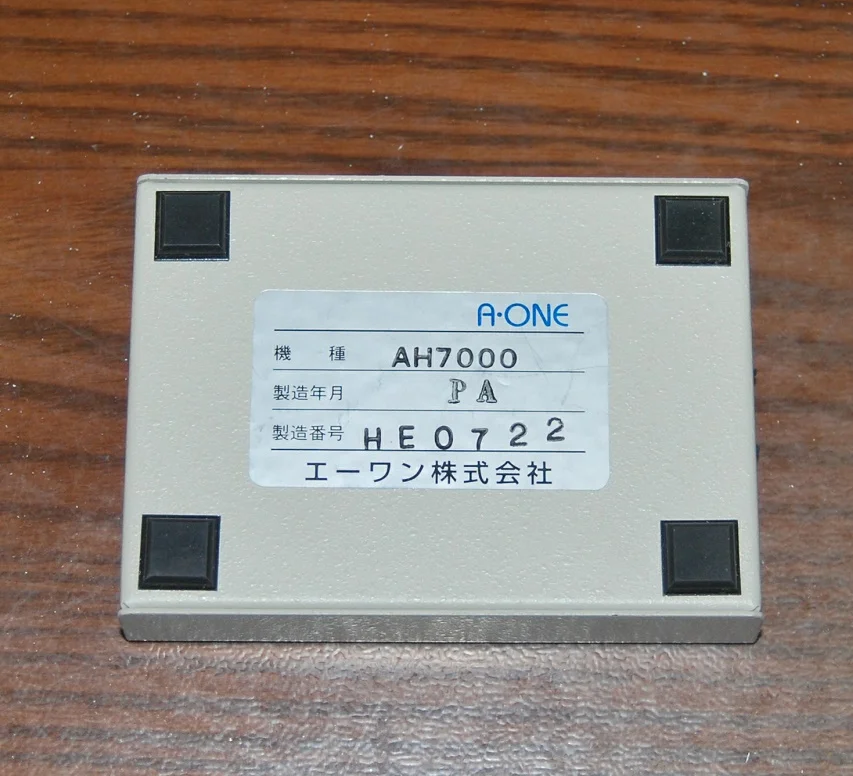 A·ONE
機 種 AH7000
製造年月 PA
製造番号 HE0722
エーワン株式会社